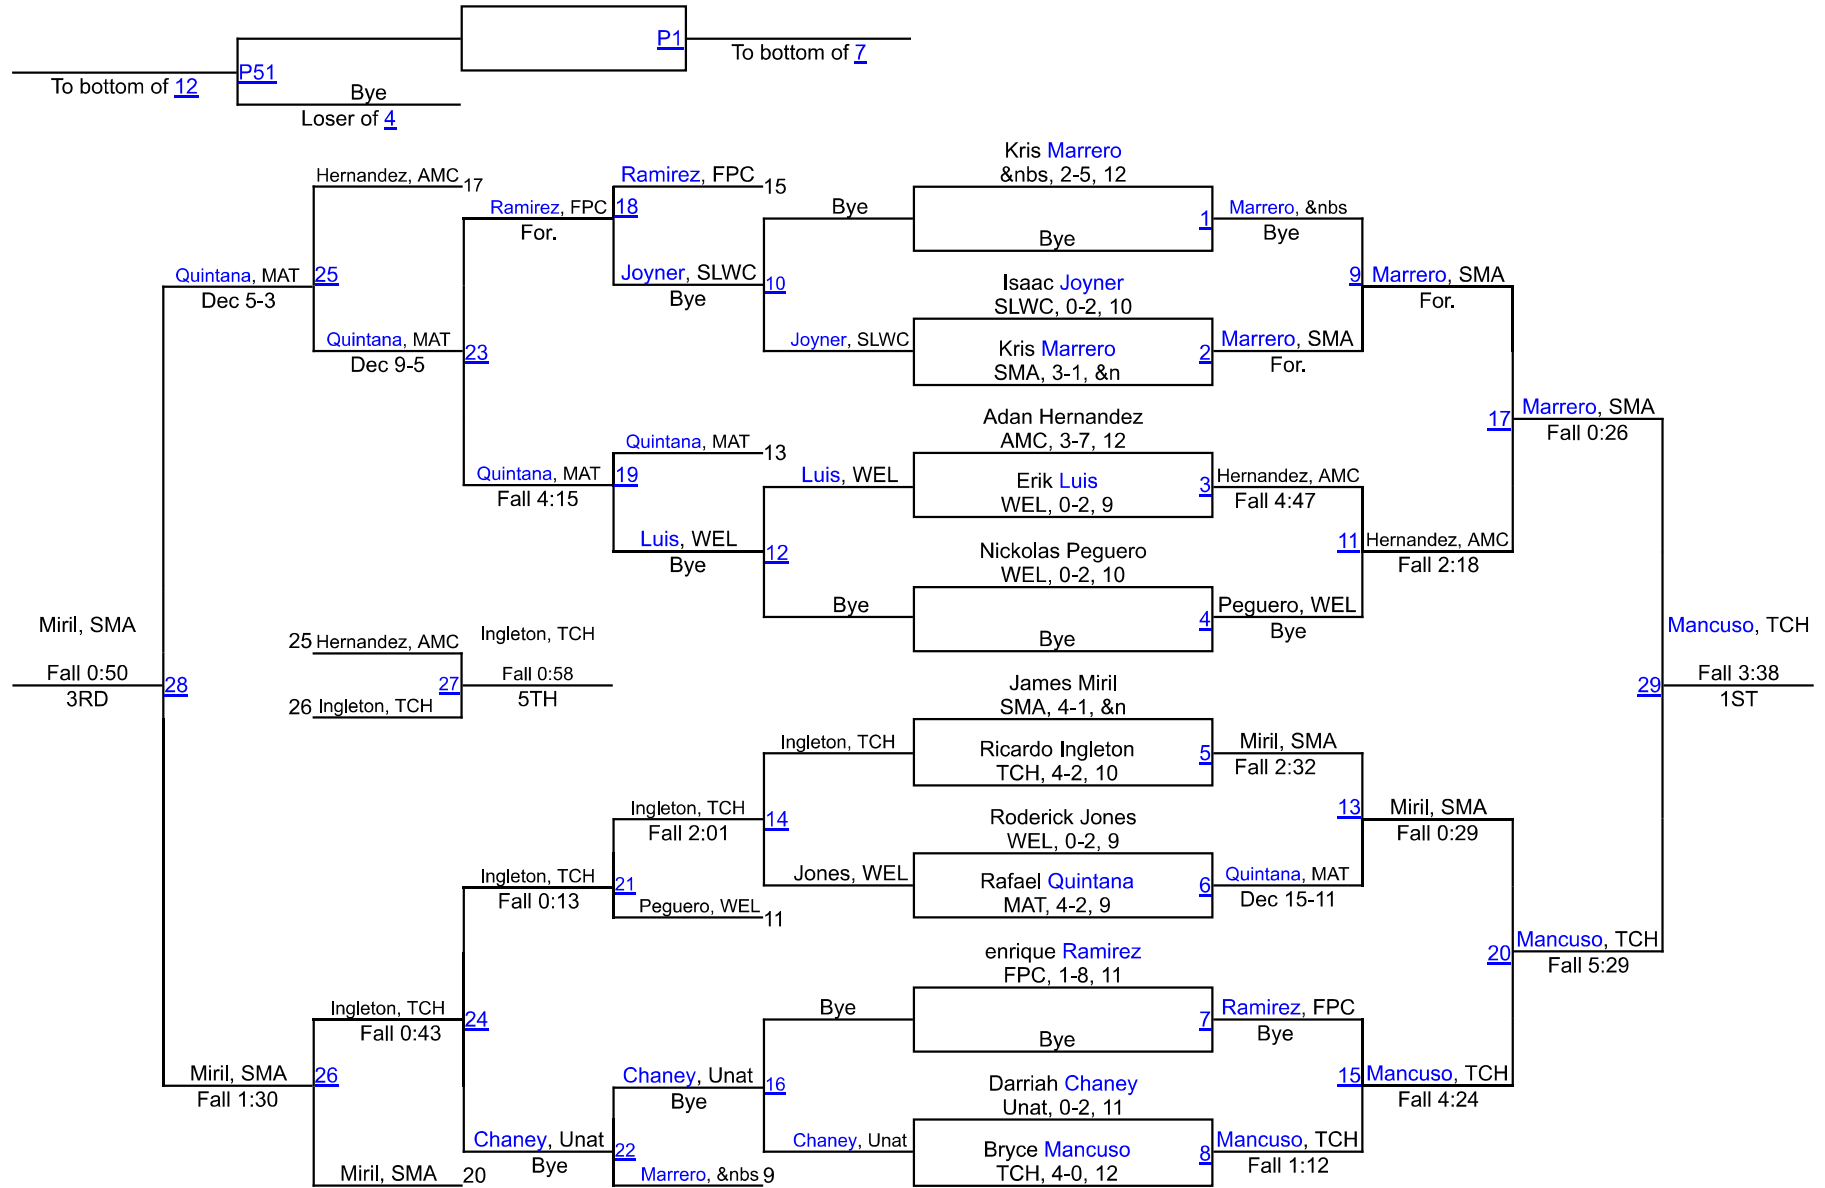 P1
To bottom of 7
P51
To bottom of 12
Bye
Loser of 4
Kris Marrero
&nbs, 2-5, 12
Hernandez, AMC 17
Ramirez, FPC 15
Ramirez, FPC 18
For.
Bye
1
Marrero, &nbs
Bye
Bye
Quintana, MAT 25
Dec 5-3
Joyner, SLWC
Bye
10
Isaac Joyner
SLWC, 0-2, 10
9
Marrero, SMA
For.
Quintana, MAT
Dec 9-5
23
Joyner, SLWC
Kris Marrero
SMA, 3-1, &n
2
Marrero, SMA
For.
Adan Hernandez
AMC, 3-7, 12
17
Marrero, SMA
Fall 0:26
Quintana, MAT 13
Quintana, MAT 19
Fall 4:15
Luis, WEL
Erik Luis
WEL, 0-2, 9
3
Hernandez, AMC
Fall 4:47
Luis, WEL
Bye
12
Nickolas Peguero
WEL, 0-2, 10
11
Hernandez, AMC
Fall 2:18
Bye
Bye
4
Peguero, WEL
Bye
Miril, SMA
Fall 0:50
3RD
28
25 Hernandez, AMC
26 Ingleton, TCH
27
Ingleton, TCH
Fall 0:58
5TH
Mancuso, TCH
29
Fall 3:38
1ST
James Miril
SMA, 4-1, &n
Ingleton, TCH
Ricardo Ingleton
TCH, 4-2, 10
5
Miril, SMA
Fall 2:32
Ingleton, TCH
Fall 2:01
14
Roderick Jones
WEL, 0-2, 9
13
Miril, SMA
Fall 0:29
Ingleton, TCH
Fall 0:13
21
Jones, WEL
Rafael Quintana
MAT, 4-2, 9
6
Quintana, MAT
Dec 15-11
Peguero, WEL 11
enrique Ramirez
FPC, 1-8, 11
20
Mancuso, TCH
Fall 5:29
Ingleton, TCH
Fall 0:43
24
Bye
Bye
7
Ramirez, FPC
Bye
Miril, SMA
Fall 1:30
26
Chaney, Unat
Bye
16
Darriah Chaney
Unat, 0-2, 11
15
Mancuso, TCH
Fall 4:24
Chaney, Unat
Bye
22
Chaney, Unat
Bryce Mancuso
TCH, 4-0, 12
8
Mancuso, TCH
Fall 1:12
Miril, SMA 20
Marrero, &nbs 9